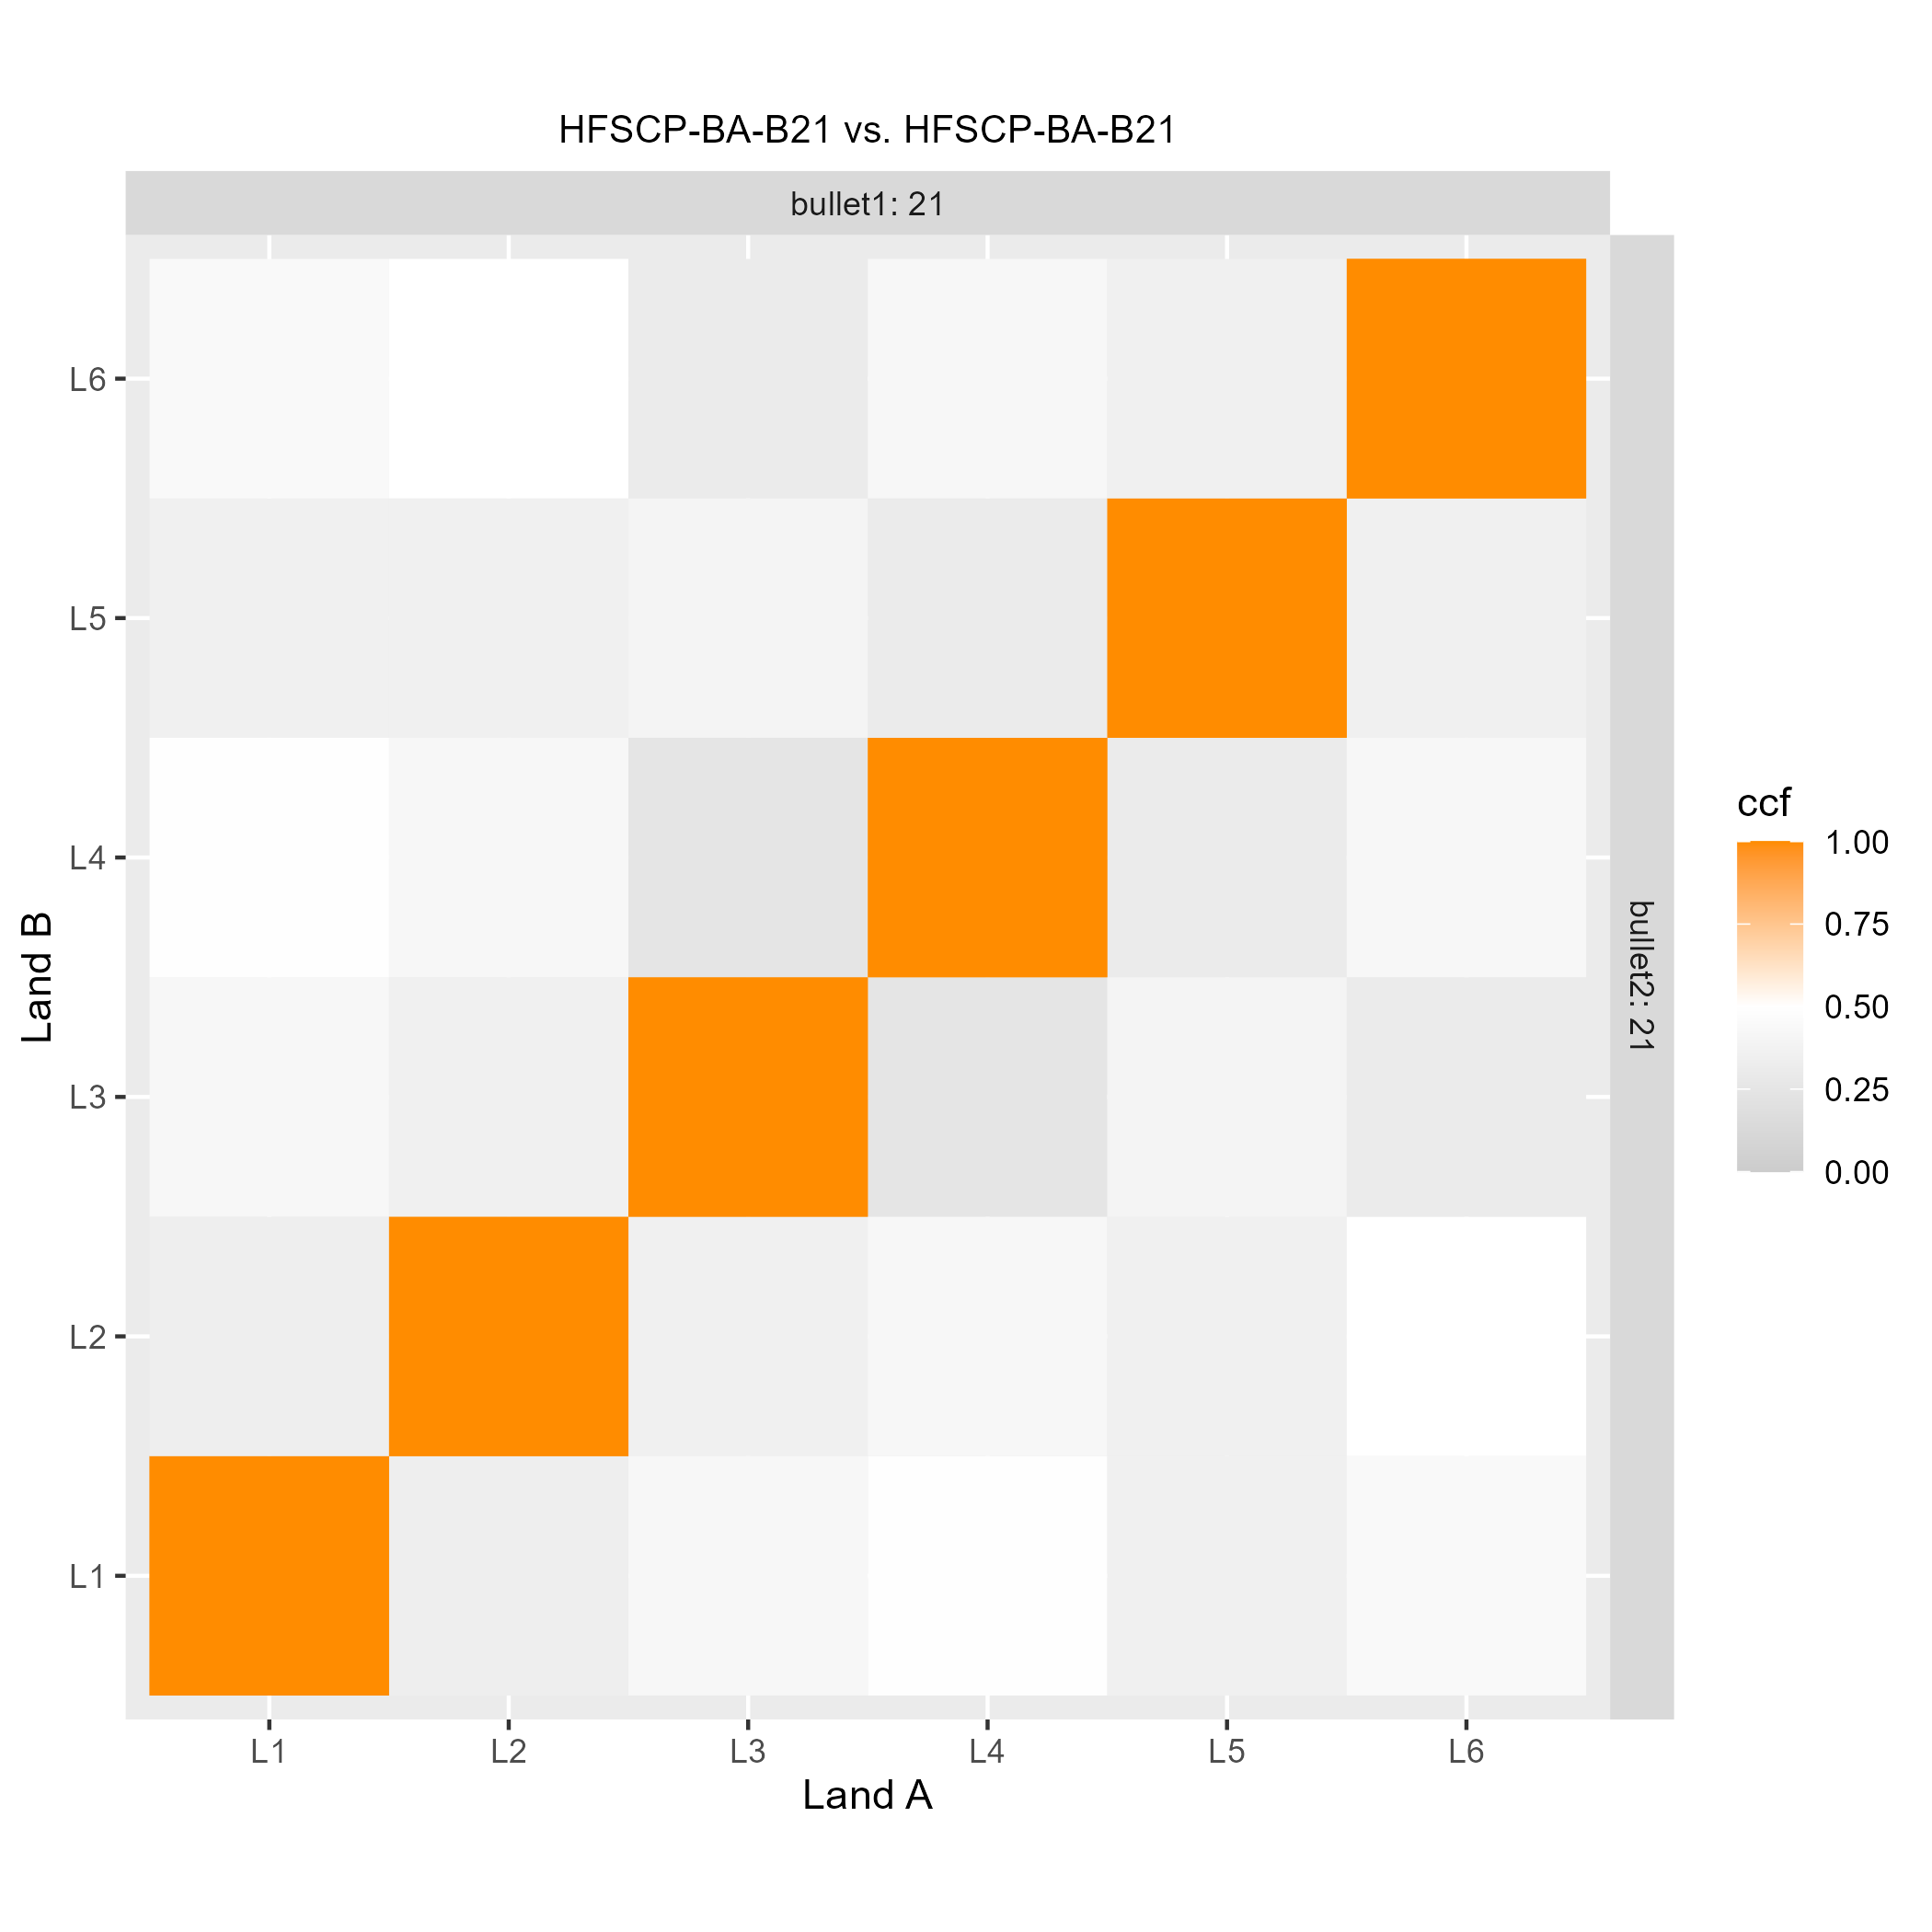 HFSCP-BA-B21 vs. HFSCP-BA-B21
bullet1: 21
L6
L5
L4
L3
L2
L1
Land B
bullet2: 21
ccf
1.00
0.75
0.50
0.25
0.00
L1 L2 L3 L4 L5 L6
Land A